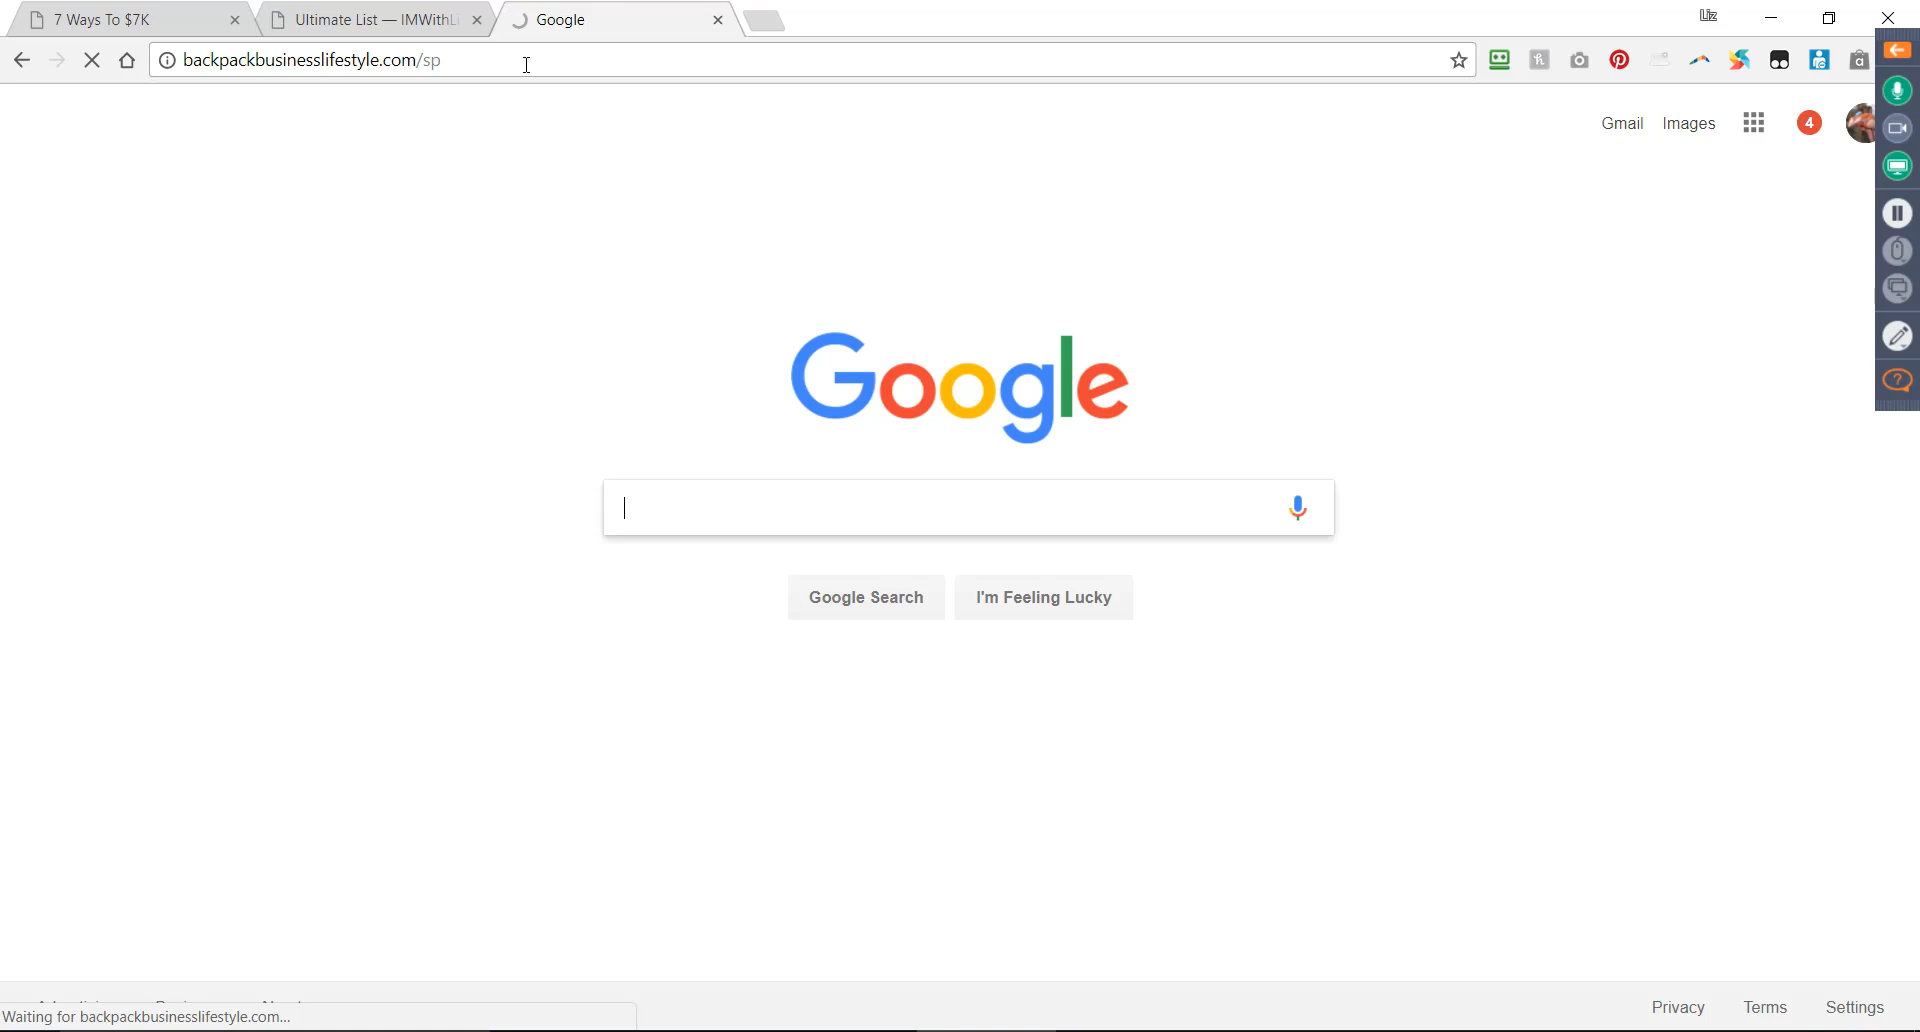 7 Ways To $7K
Ultimate List — IMWithLi
Google
Liz
backpackbusinesslifestyle.com/sp
Gmail
Images
4
Google
Google Search
I'm Feeling Lucky
Waiting for backpackbusinesslifestyle.com...
Privacy
Terms
Settings